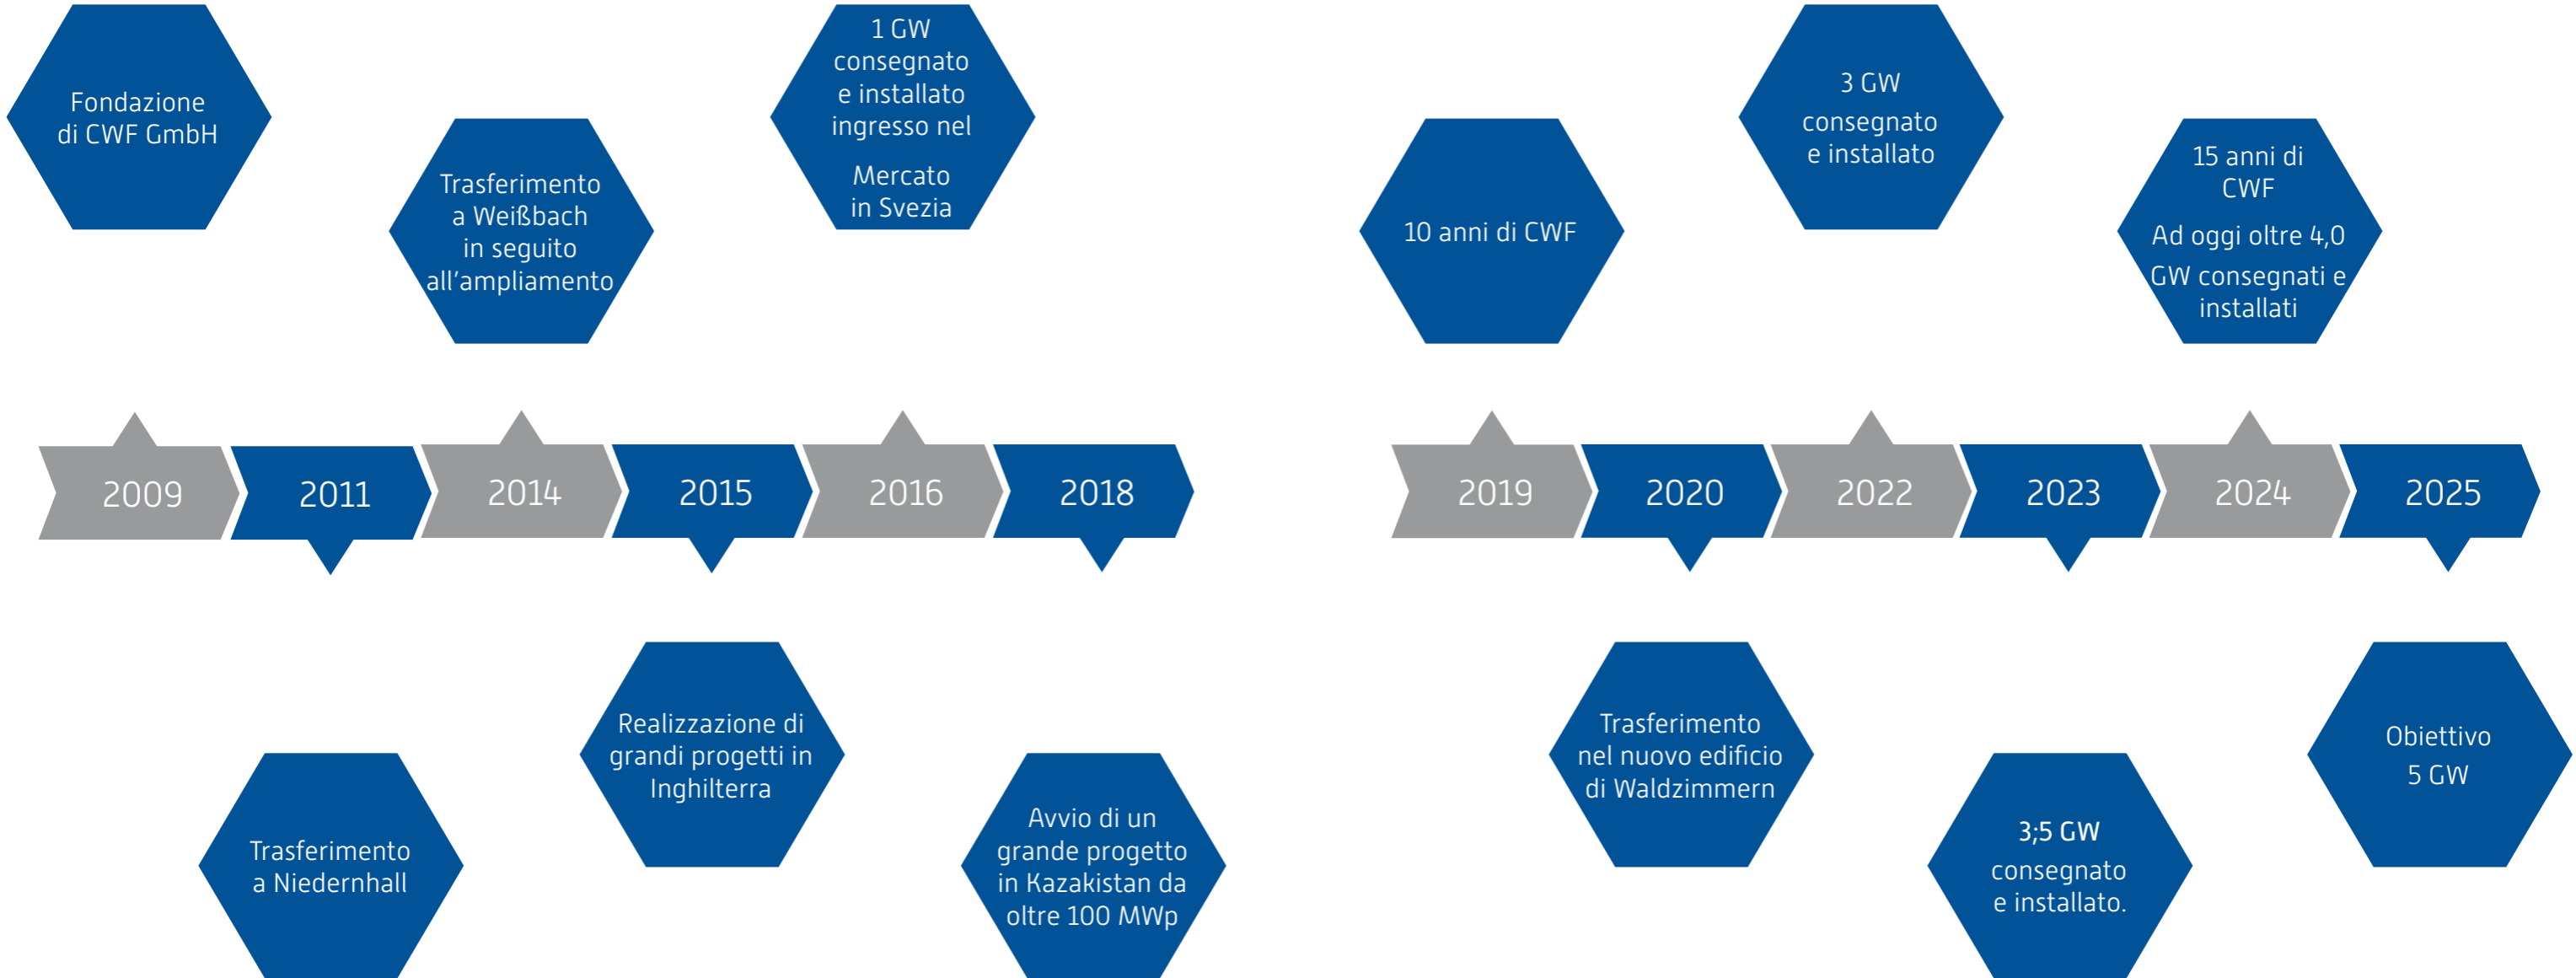 Fondazione
di CWF GmbH
Trasferimento
a Weißbach
in seguito
all'ampliamento
1 GW
consegnato
e installato
ingresso nel
Mercato
in Svezia
10 anni di CWF
3 GW
consegnato
e installato
15 anni di
CWF
Ad oggi oltre 4,0
GW consegnati e
installati
2009
2011
2014
2015
2016
2018
2019
2020
2022
2023
2024
2025
Trasferimento
a Niedernhall
Realizzazione di
grandi progetti in
Inghilterra
Avvio di un
grande progetto
in Kazakistan da
oltre 100 MWp
Trasferimento
nel nuovo edificio
di Waldzimmern
3;5 GW
consegnato
e installato.
Obiettivo
5 GW